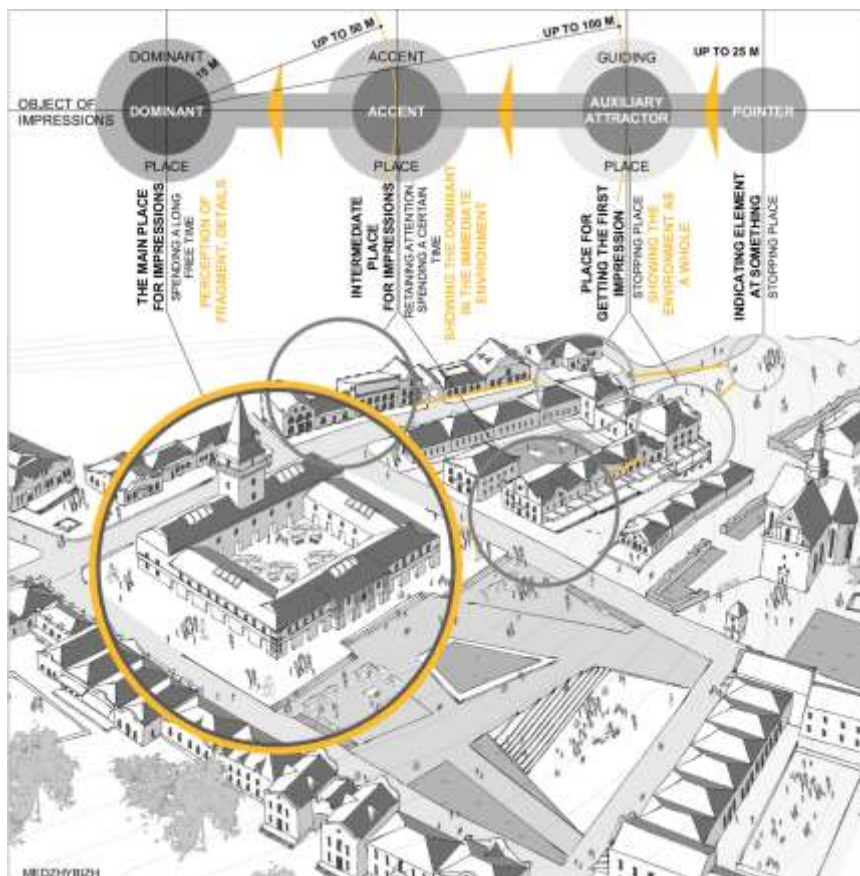 UP TO 50 M
UP TO 100 M
UP TO 25 M
15 M
DOMINANT
ACCENT
GUIDING
OBJECT OF
IMPRESSIONS
DOMINANT
ACCENT
AUXILIARY
ATTRACTOR
POINTER
PLACE
PLACE
PLACE
THE MAIN PLACE
FOR IMPRESSIONS
SPENDING A LONG
FREE TIME
PERCEPTION OF
FRAGMENT, DETAILS
INTERMEDIATE
PLACE
FOR IMPRESSIONS
RETAINING ATTENTION,
SPENDING A CERTAIN
TIME
SHOWING THE DOMINANT
IN THE IMMEDIATE
ENVIRONMENT
PLACE FOR
GETTING THE FIRST
IMPRESSION
STOPPING PLACE
SHOWING THE
ENVIRONMENT AS
A WHOLE
INDICATING ELEMENT
AT SOMETHING
STOPPING PLACE
MEDZHYBIZH